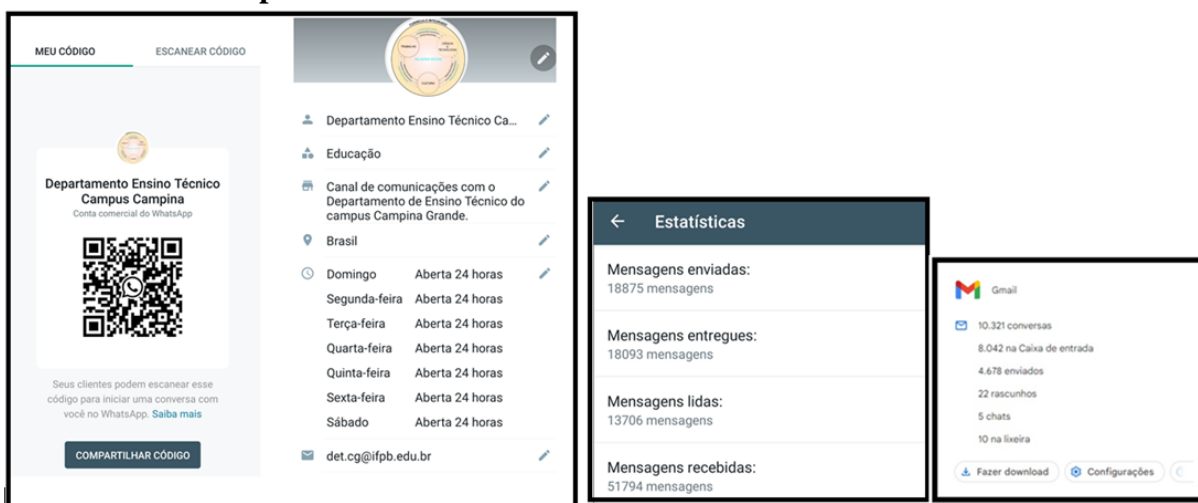 MEU CÓDIGO
ESCANEAR CÓDIGO
Departamento Ensino Técnico
Campus Campina
Conta comercial do WhatsApp
Seus clientes podem escanear esse
código para iniciar uma conversa com
você no WhatsApp. Saiba mais
COMPARTILHAR CÓDIGO
Departamento Ensino Técnico Ca...
Educação
Canal de comunicações com o
Departamento de Ensino Técnico do
campus Campina Grande.
Brasil
Domingo Aberta 24 horas
Segunda-feira Aberta 24 horas
Terça-feira Aberta 24 horas
Quarta-feira Aberta 24 horas
Quinta-feira Aberta 24 horas
Sexta-feira Aberta 24 horas
Sábado Aberta 24 horas
det.cg@ifpb.edu.br
Estatísticas
Mensagens enviadas:
18875 mensagens
Mensagens entregues:
18093 mensagens
Mensagens lidas:
13706 mensagens
Mensagens recebidas:
51794 mensagens
Gmail
10.321 conversas
8.042 na Caixa de entrada
4.678 enviados
22 rascunhos
5 chats
10 na lixeira
Fazer download
Configurações